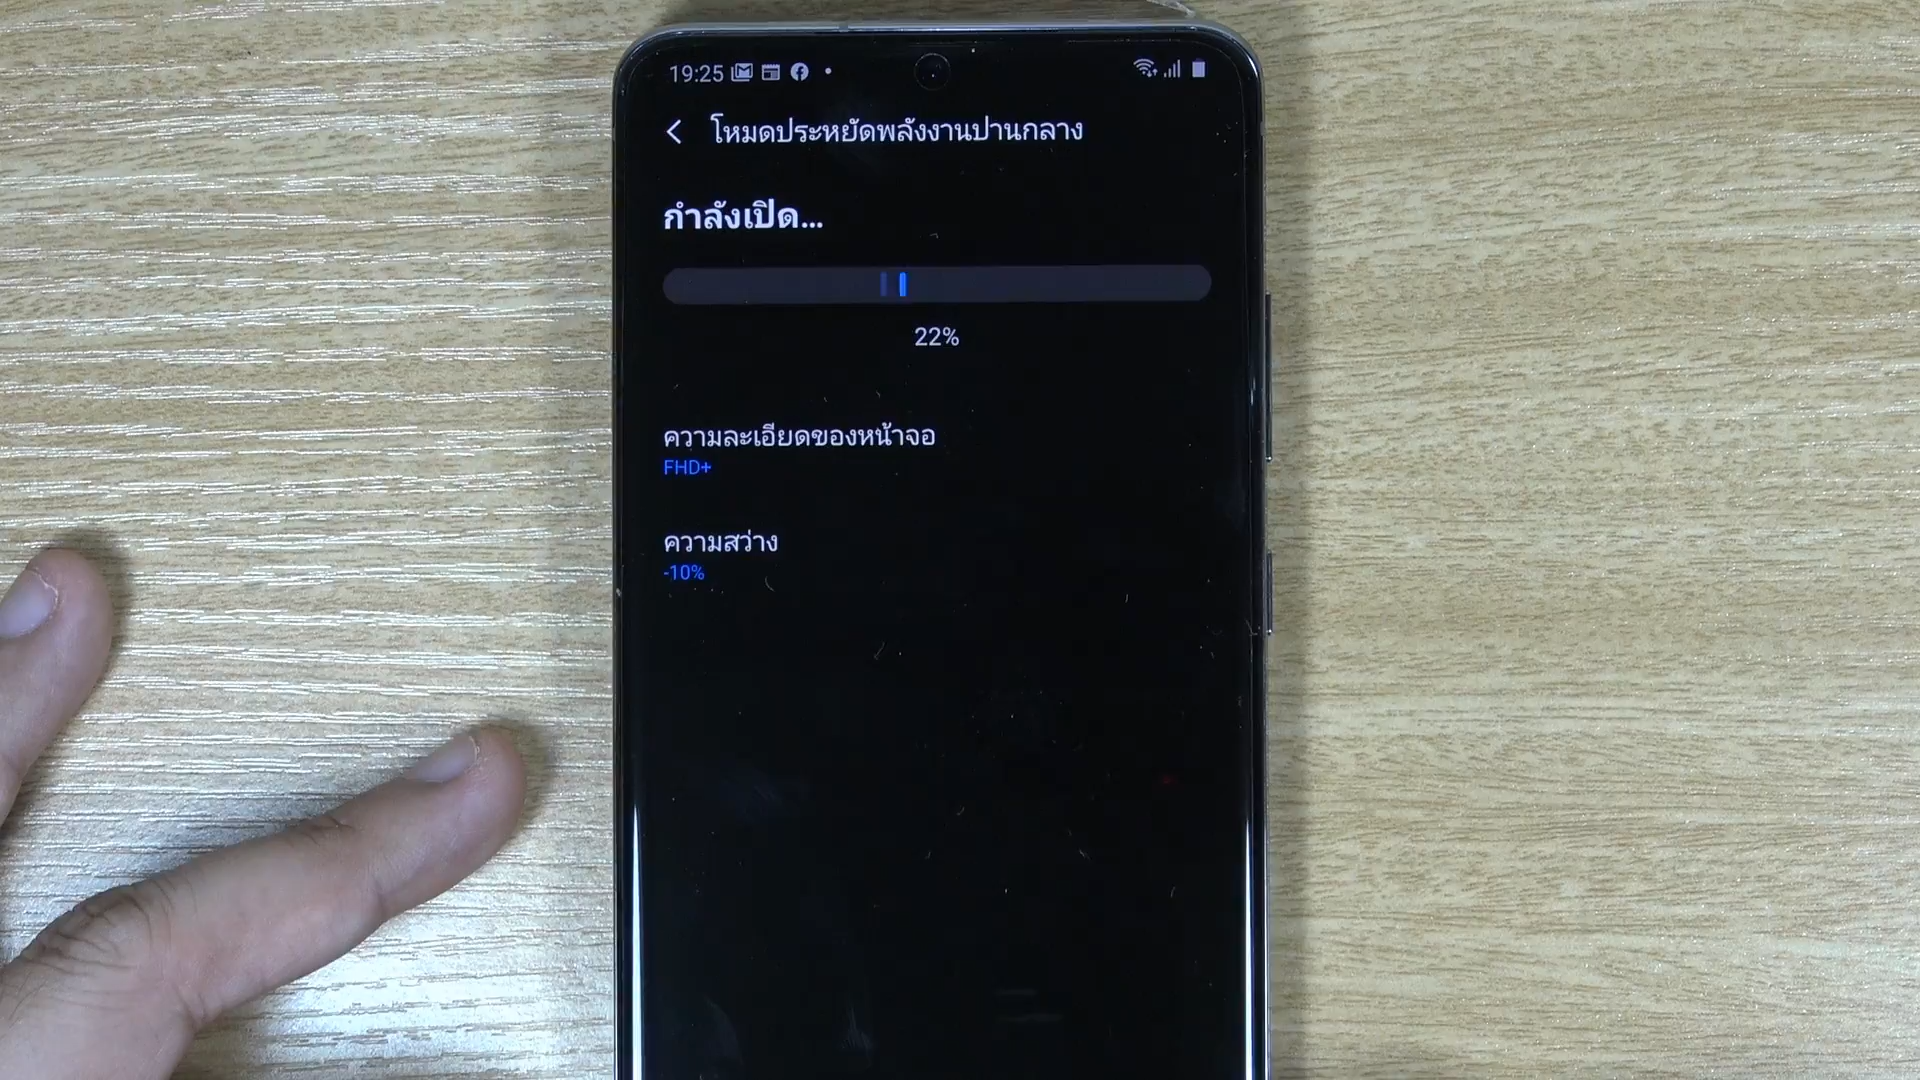 19:25
โหมดประหยัดพลังงานปานกลาง
กำลังเปิด...
22%
ความละเอียดของหน้าจอ
FHD+
ความสว่าง
-10%